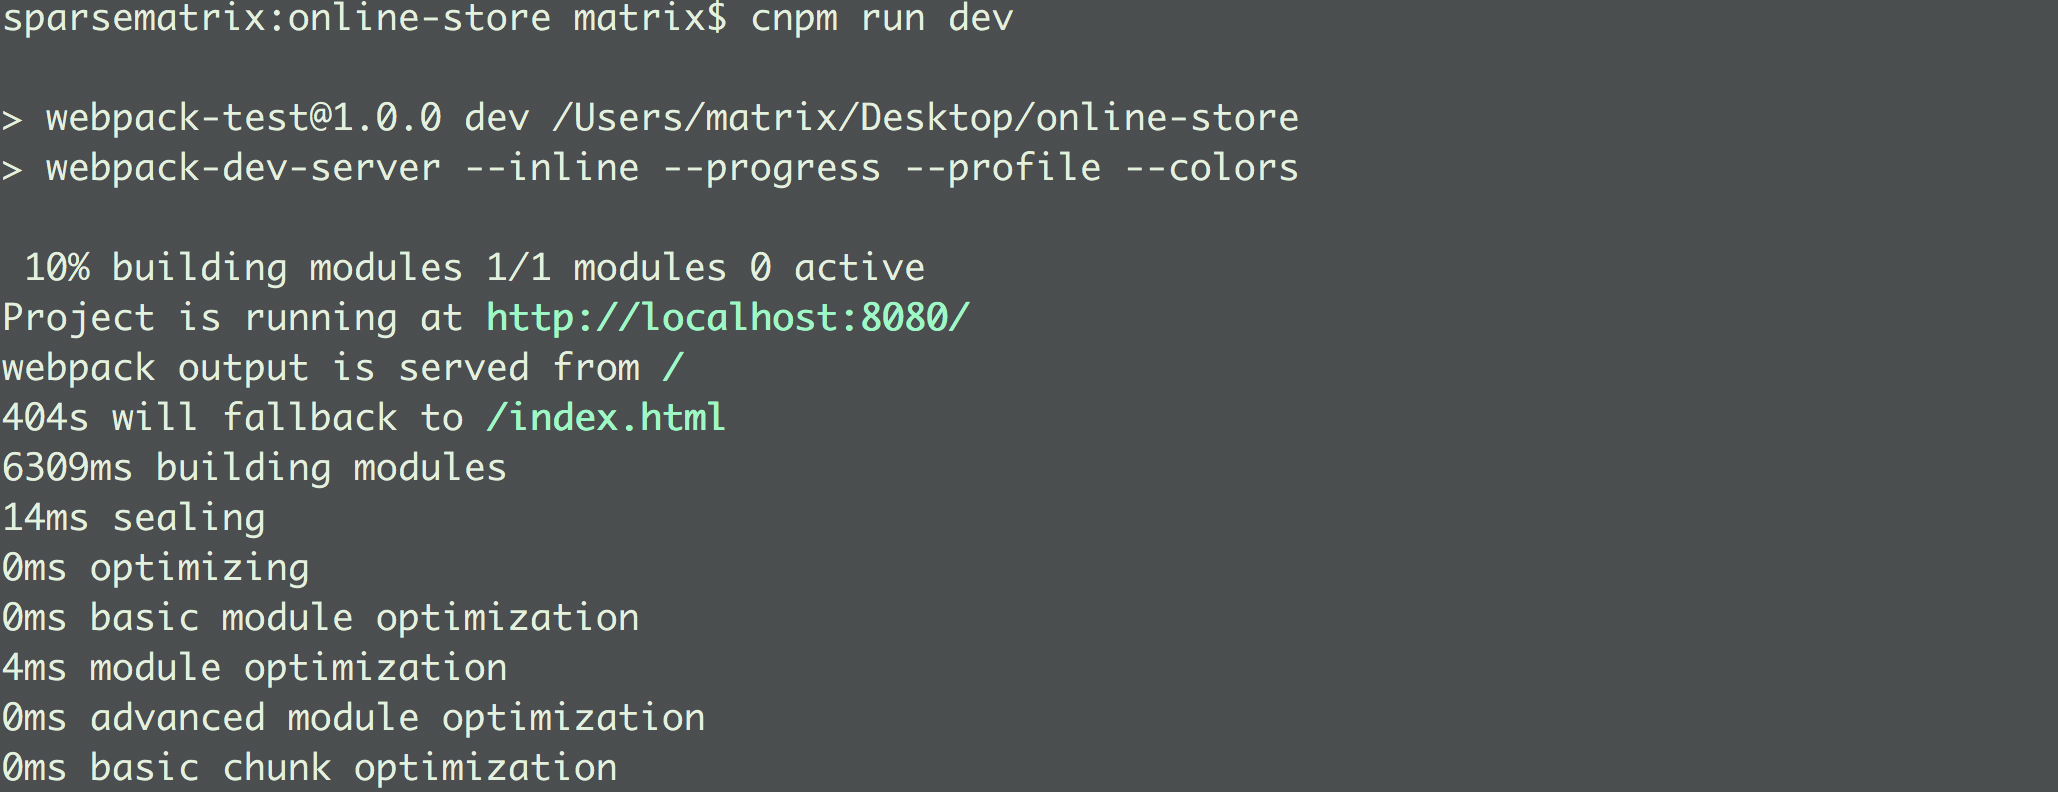 sparsematrix:online-store matrix$ cnpm run dev
> webpack-test@1.0.0 dev /Users/matrix/Desktop/online-store
> webpack-dev-server --inline --progress --profile --colors
10% building modules 1/1 modules 0 active
Project is running at http://localhost:8080/
webpack output is served from /
404s will fallback to /index.html
6309ms building modules
14ms sealing
0ms optimizing
0ms basic module optimization
4ms module optimization
0ms advanced module optimization
0ms basic chunk optimization